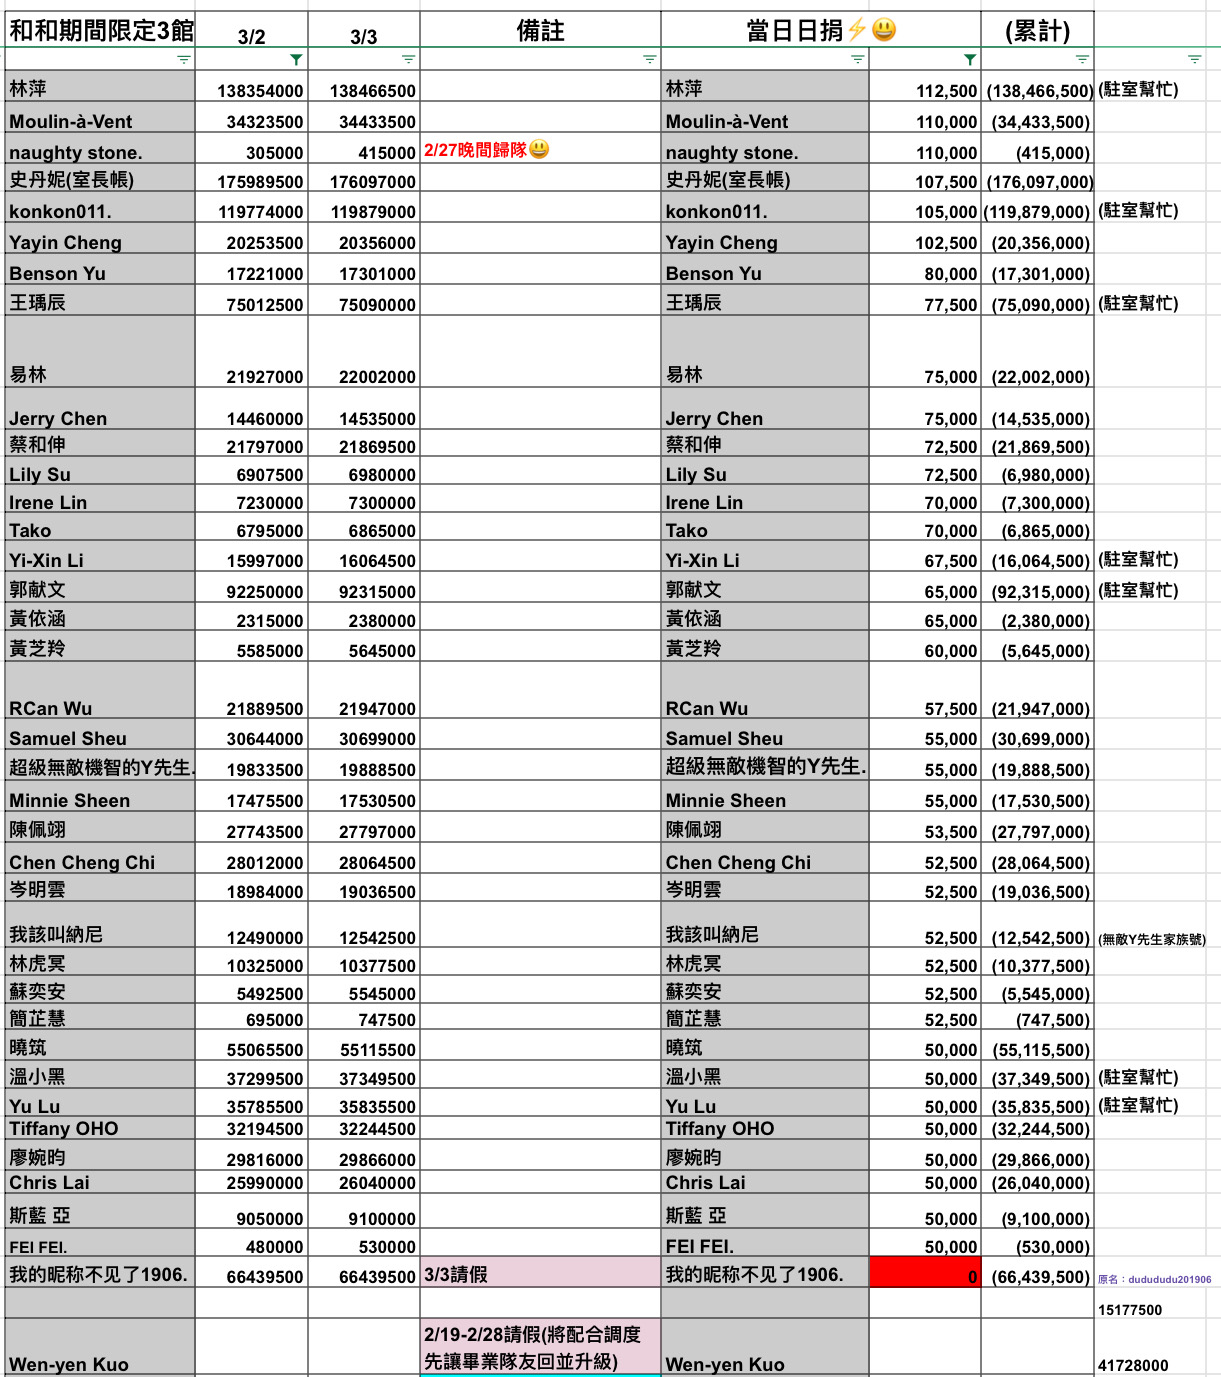 和和期間限定3館 3/2 3/3 備註 當日日捐⚡😃 (累計)
林萍 138354000 138466500 林萍 112,500 (138,466,500) (駐室幫忙)
Moulin-à-Vent 34323500 34433500 Moulin-à-Vent 110,000 (34,433,500)
naughty stone. 305000 415000 2/27晚間歸隊😃 naughty stone. 110,000 (415,000)
史丹妮(室長帳) 175989500 176097000 史丹妮(室長帳) 107,500 (176,097,000)
konkon011. 119774000 119879000 konkon011. 105,000 (119,879,000) (駐室幫忙)
Yayin Cheng 20253500 20356000 Yayin Cheng 102,500 (20,356,000)
Benson Yu 17221000 17301000 Benson Yu 80,000 (17,301,000)
王瑀辰 75012500 75090000 王瑀辰 77,500 (75,090,000) (駐室幫忙)
易林 21927000 22002000 易林 75,000 (22,002,000)
Jerry Chen 14460000 14535000 Jerry Chen 75,000 (14,535,000)
蔡和伸 21797000 21869500 蔡和伸 72,500 (21,869,500)
Lily Su 6907500 6980000 Lily Su 72,500 (6,980,000)
Irene Lin 7230000 7300000 Irene Lin 70,000 (7,300,000)
Tako 6795000 6865000 Tako 70,000 (6,865,000)
Yi-Xin Li 15997000 16064500 Yi-Xin Li 67,500 (16,064,500) (駐室幫忙)
郭献文 92250000 92315000 郭献文 65,000 (92,315,000) (駐室幫忙)
黃依涵 2315000 2380000 黃依涵 65,000 (2,380,000)
黃芝羚 5585000 5645000 黃芝羚 60,000 (5,645,000)
RCan Wu 21889500 21947000 RCan Wu 57,500 (21,947,000)
Samuel Sheu 30644000 30699000 Samuel Sheu 55,000 (30,699,000)
超級無敵機智的Y先生. 19833500 19888500 超級無敵機智的Y先生. 55,000 (19,888,500)
Minnie Sheen 17475500 17530500 Minnie Sheen 55,000 (17,530,500)
陳佩翊 27743500 27797000 陳佩翊 53,500 (27,797,000)
Chen Cheng Chi 28012000 28064500 Chen Cheng Chi 52,500 (28,064,500)
岑明雲 18984000 19036500 岑明雲 52,500 (19,036,500)
我該叫納尼 12490000 12542500 我該叫納尼 52,500 (12,542,500) (無敵Y先生家族號)
林虎冥 10325000 10377500 林虎冥 52,500 (10,377,500)
蘇奕安 5492500 5545000 蘇奕安 52,500 (5,545,000)
簡芷慧 695000 747500 簡芷慧 52,500 (747,500)
曉筑 55065500 55115500 曉筑 50,000 (55,115,500)
溫小黑 37299500 37349500 溫小黑 50,000 (37,349,500) (駐室幫忙)
Yu Lu 35785500 35835500 Yu Lu 50,000 (35,835,500) (駐室幫忙)
Tiffany OHO 32194500 32244500 Tiffany OHO 50,000 (32,244,500)
廖婉昀 29816000 29866000 廖婉昀 50,000 (29,866,000)
Chris Lai 25990000 26040000 Chris Lai 50,000 (26,040,000)
斯藍 亞 9050000 9100000 斯藍 亞 50,000 (9,100,000)
FEI FEI. 480000 530000 FEI FEI. 50,000 (530,000)
我的昵称不见了1906. 66439500 66439500 3/3請假 我的昵称不见了1906. 0 (66,439,500) 原名：dudududu201906
15177500
2/19-2/28請假(將配合調度
先讓畢業隊友回並升級)
Wen-yen Kuo Wen-yen Kuo 41728000